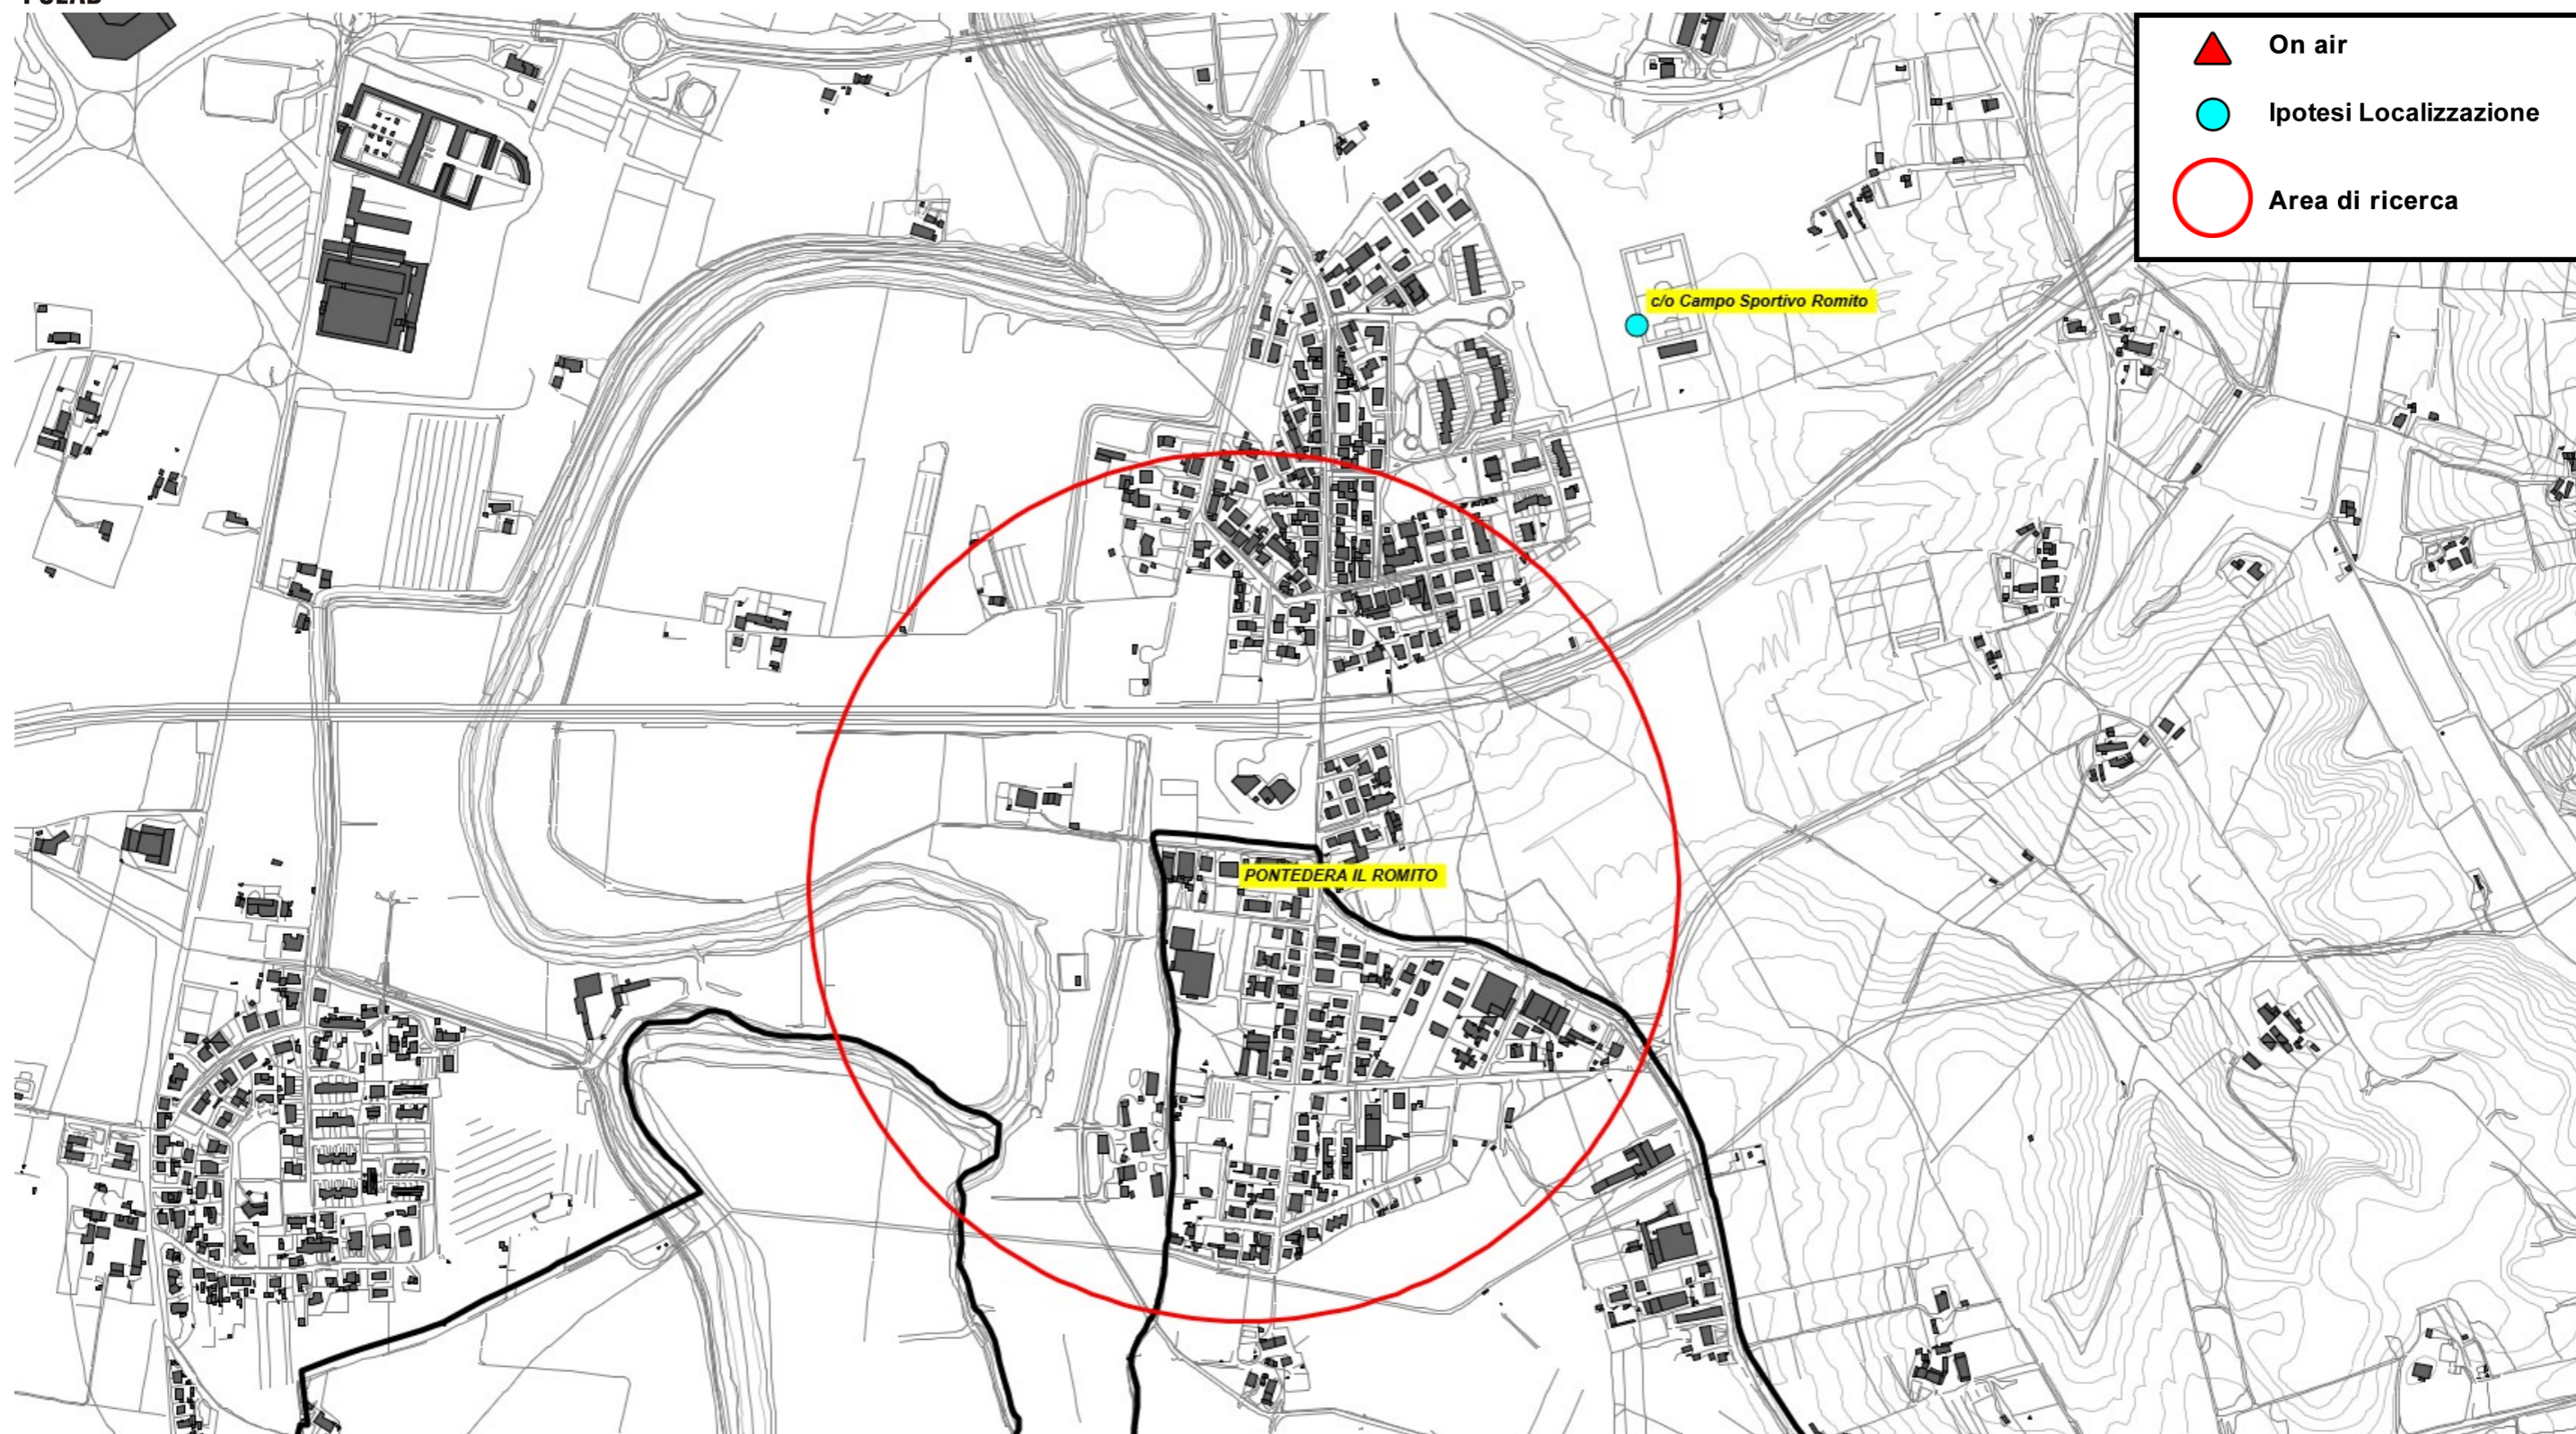 On air
Ipotesi Localizzazione
Area di ricerca
c/o Campo Sportivo Romito
PONTEDERA IL ROMITO